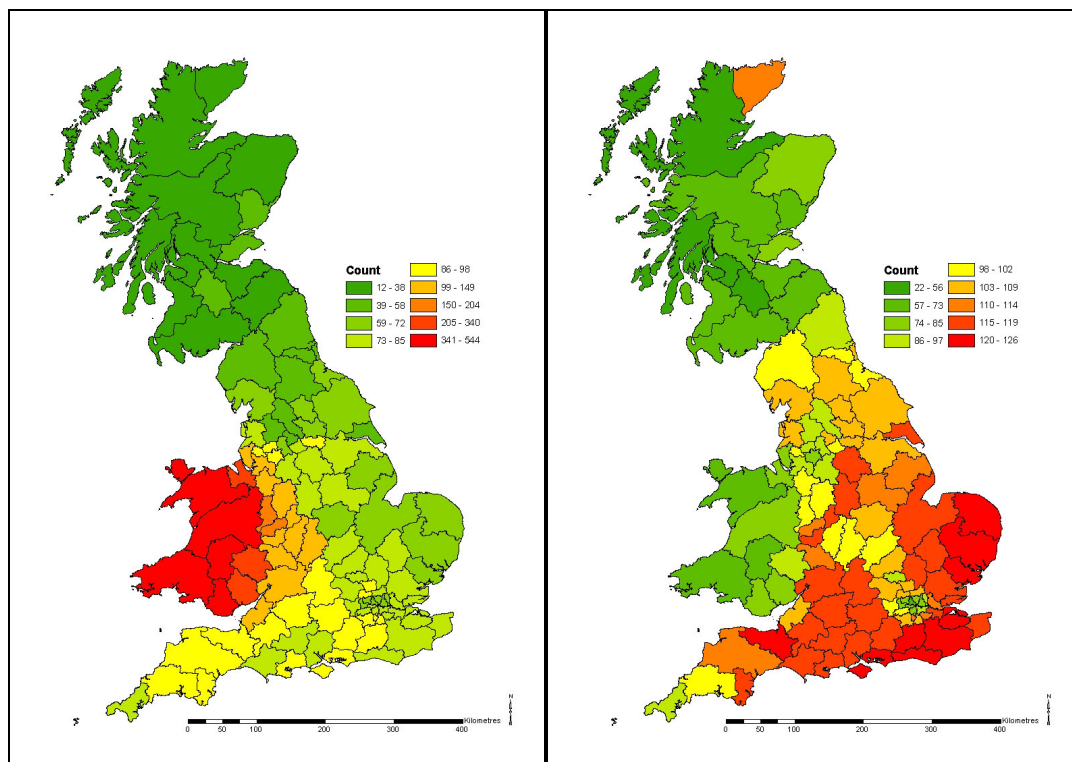 Count
12 - 38
39 - 58
59 - 72
73 - 85
86 - 98
99 - 149
150 - 204
205 - 340
341 - 544
N
Kilometres
0 50 100 200 300 400
Count
22 - 56
57 - 73
74 - 85
86 - 97
98 - 102
103 - 109
110 - 114
115 - 119
120 - 126
N
Kilometres
0 50 100 200 300 400